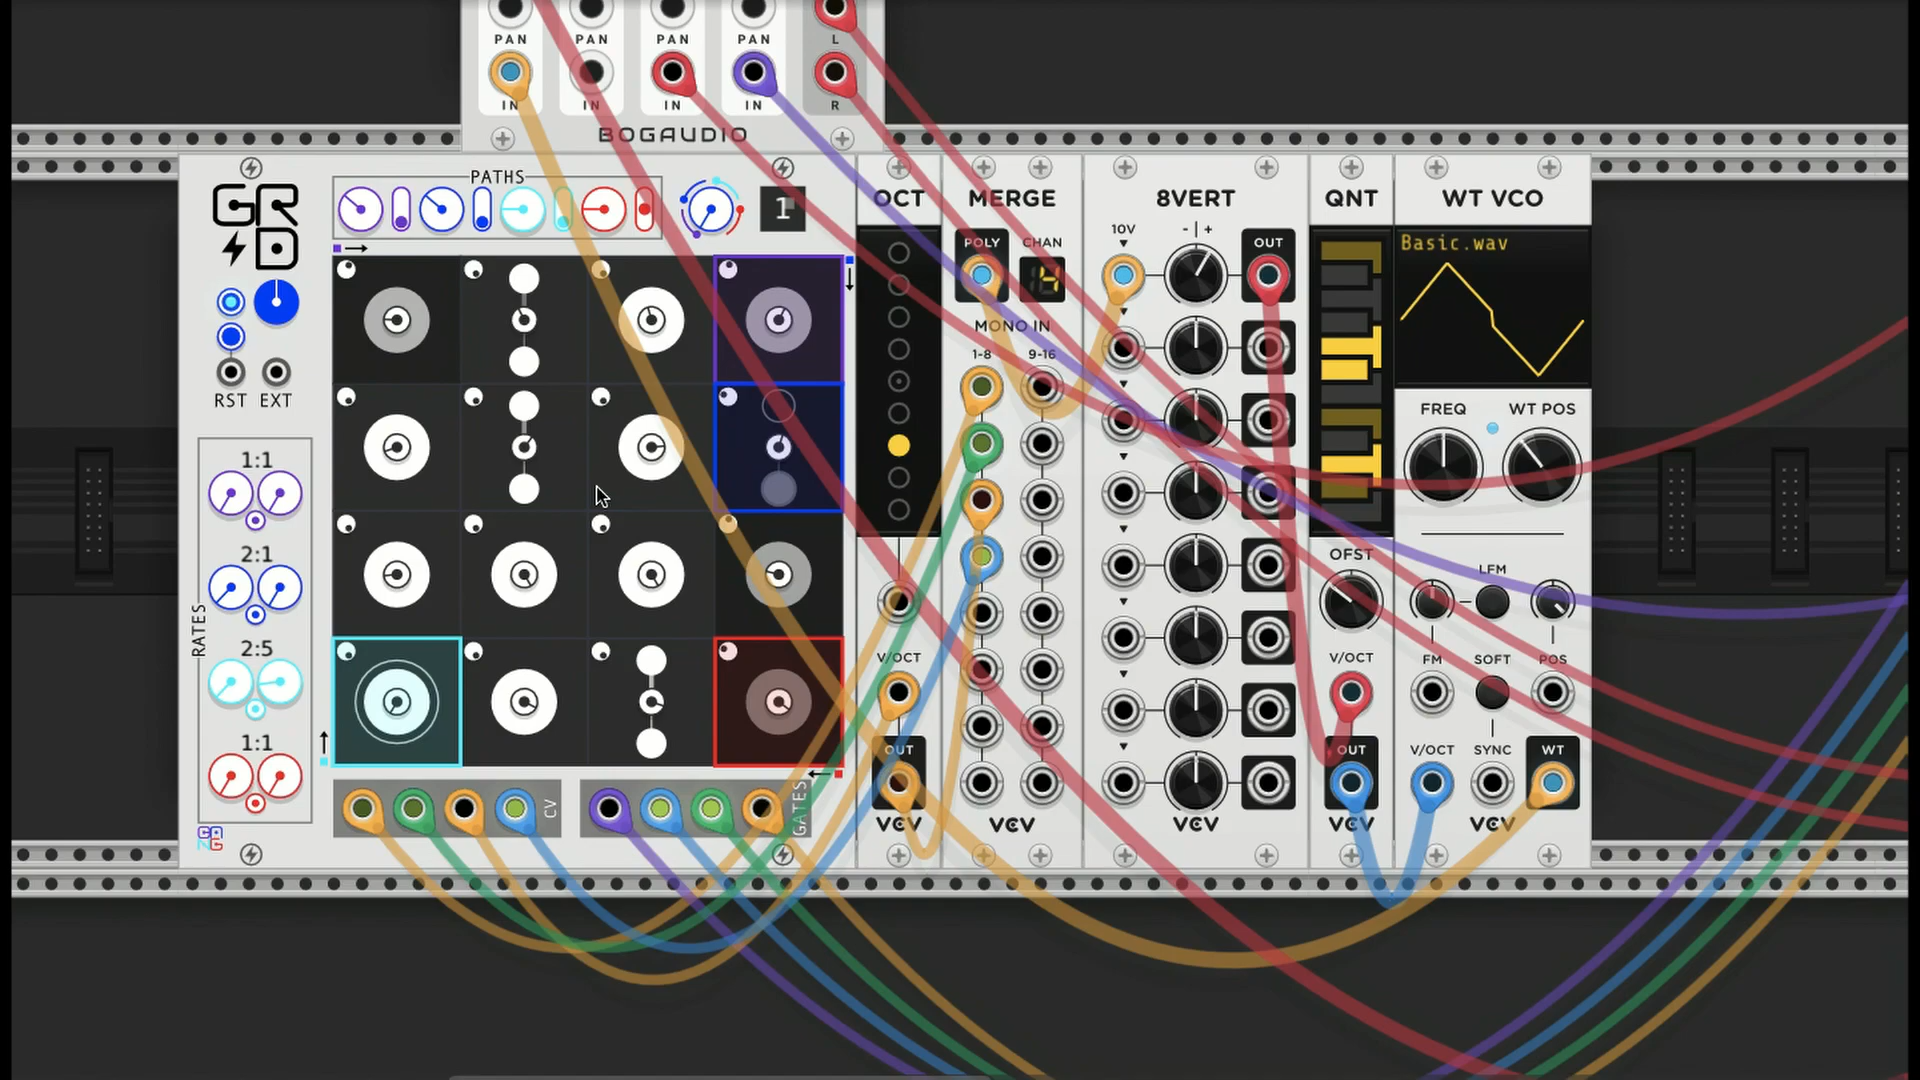 PAN PAN PAN PAN L
IN IN IN IN R
BOGAUDIO
GRD
PATHS
1
RST EXT
1:1
2:1
2:5
1:1
RATES
CV
GATES
OCT
V/OCT
OUT
VCV
MERGE
POLY CHAN
4
MONO IN
1-8 9-16
VCV
8VERT
10V - | + OUT
VCV
QNT
OFST
V/OCT
OUT
VCV
WT VCO
Basic.wav
FREQ WT POS
LFM
FM SOFT POS
V/OCT SYNC WT
VCV